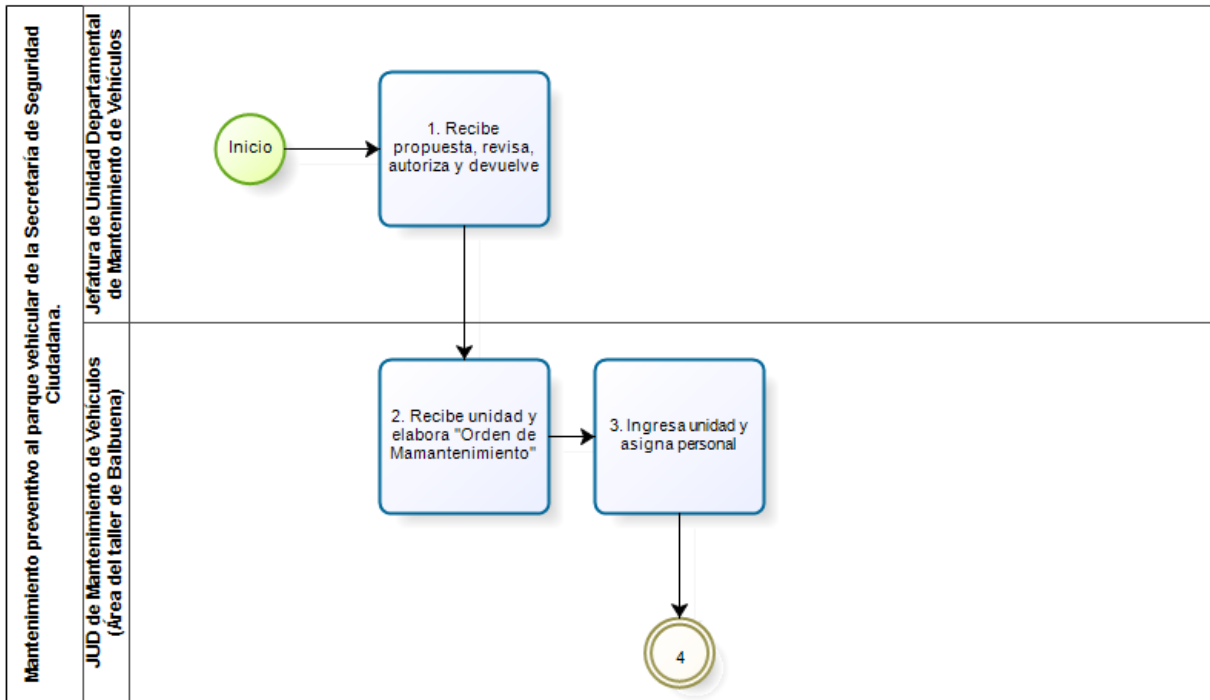 Mantenimiento preventivo al parque vehicular de la Secretaría de Seguridad
Ciudadana.
Jefatura de Unidad Departamental
de Mantenimiento de Vehículos
Inicio
1. Recibe
propuesta, revisa,
autoriza y devuelve
JUD de Mantenimiento de Vehículos
(Área del taller de Balbuena)
2. Recibe unidad y
elabora "Orden de
Mamantenimiento"
3. Ingresa unidad y
asigna personal
4